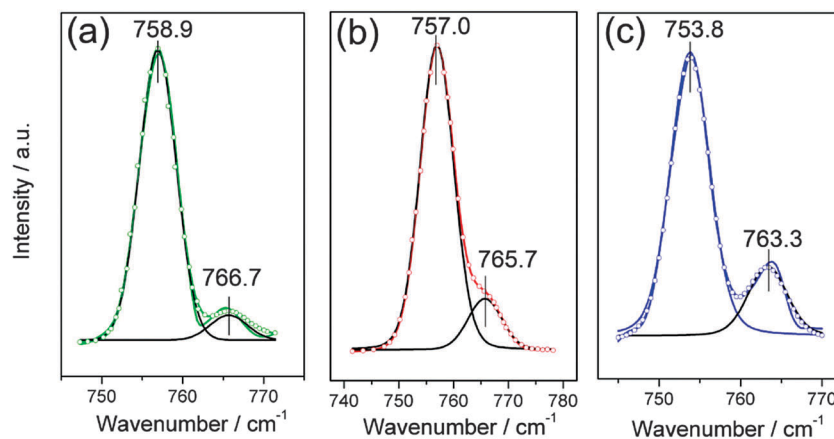 (a)
758.9
766.7
750 760 770
Wavenumber / cm⁻¹
Intensity / a.u.
(b)
757.0
765.7
740 750 760 770 780
Wavenumber / cm⁻¹
(c)
753.8
763.3
750 760 770
Wavenumber / cm⁻¹